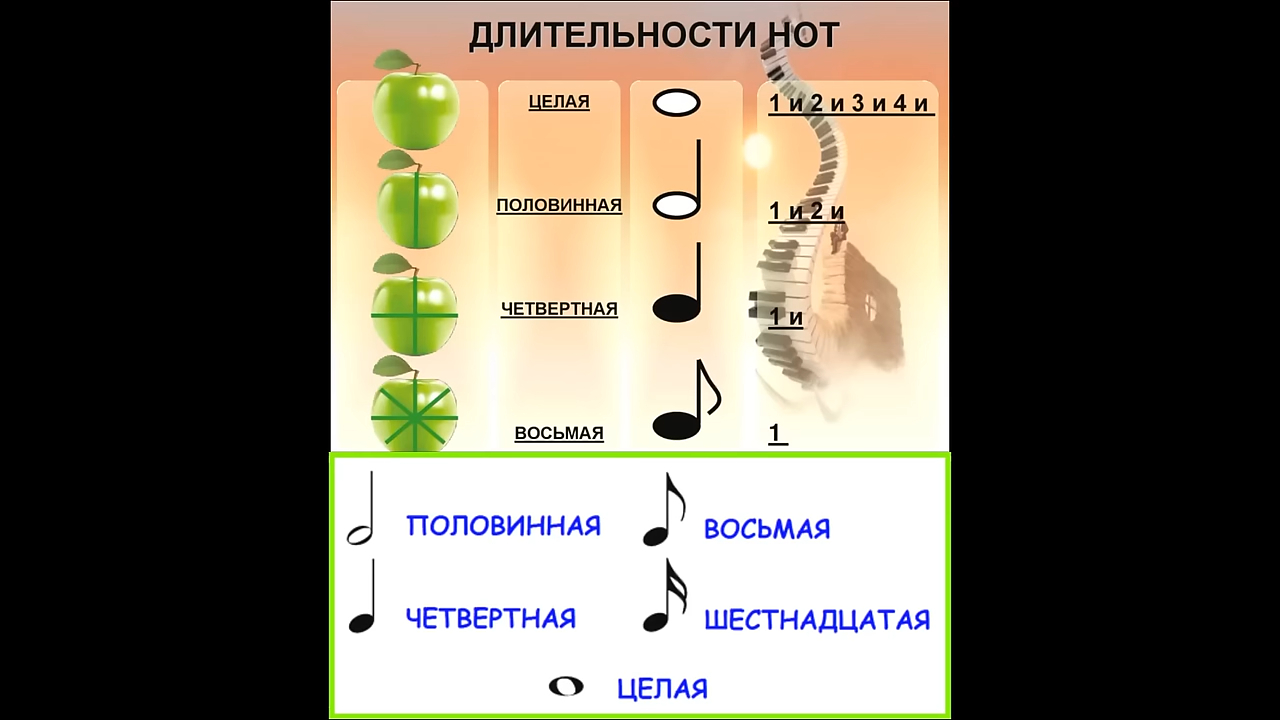 ДЛИТЕЛЬНОСТИ НОТ
ЦЕЛАЯ 1 и 2 и 3 и 4 и
ПОЛОВИННАЯ 1 и 2 и
ЧЕТВЕРТНАЯ 1 и
ВОСЬМАЯ 1
ПОЛОВИННАЯ ВОСЬМАЯ
ЧЕТВЕРТНАЯ ШЕСТНАДЦАТАЯ
ЦЕЛАЯ